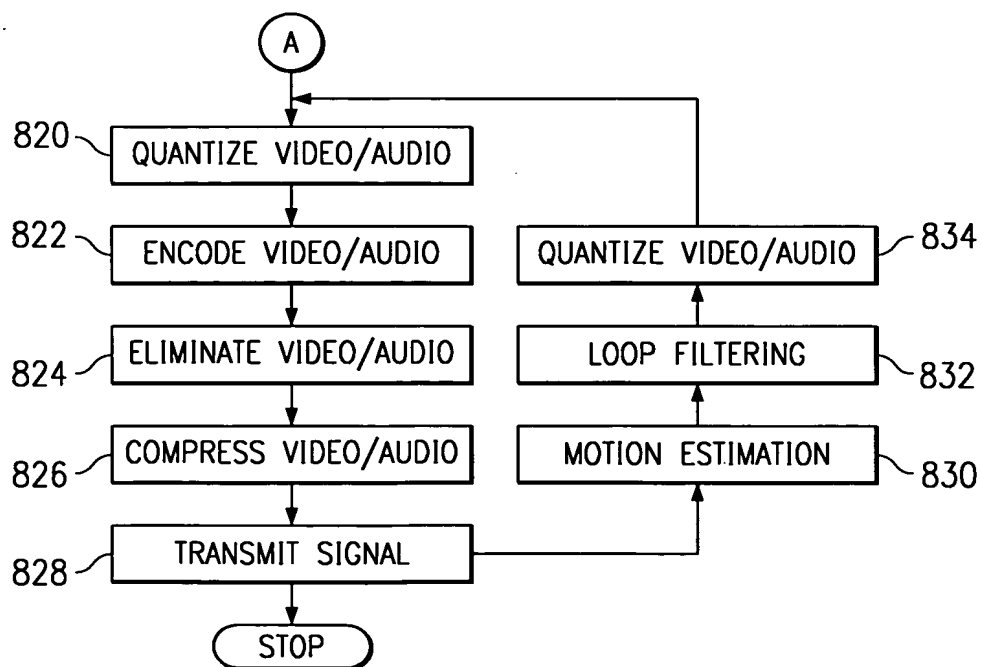 A
820
QUANTIZE VIDEO/AUDIO
822
ENCODE VIDEO/AUDIO
QUANTIZE VIDEO/AUDIO
834
824
ELIMINATE VIDEO/AUDIO
LOOP FILTERING
832
826
COMPRESS VIDEO/AUDIO
MOTION ESTIMATION
830
828
TRANSMIT SIGNAL
STOP